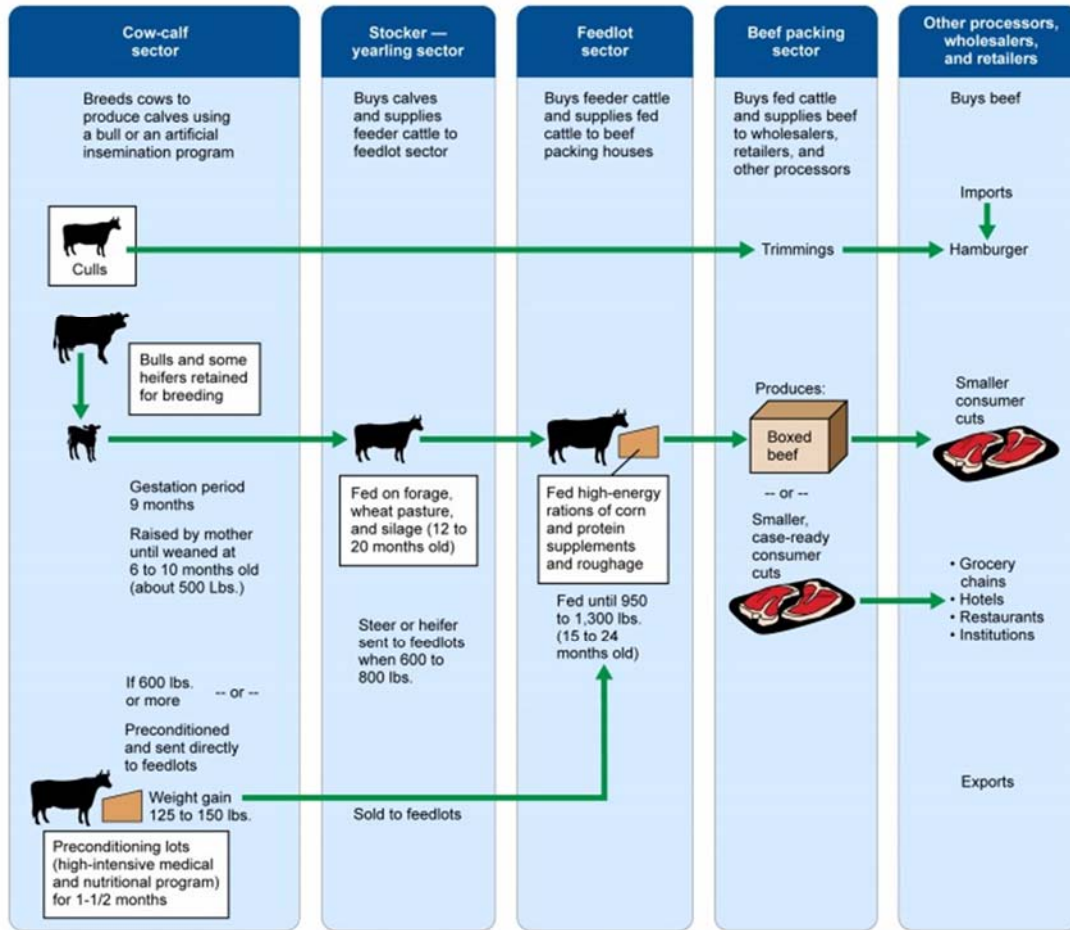 Cow-calf
sector
Breeds cows to
produce calves using
a bull or an artificial
insemination program
Culls
Bulls and some
heifers retained
for breeding
Gestation period
9 months
Raised by mother
until weaned at
6 to 10 months old
(about 500 Lbs.)
If 600 lbs.
or more
-- or --
Preconditioned
and sent directly
to feedlots
Weight gain
125 to 150 lbs.
Preconditioning lots
(high-intensive medical
and nutritional program)
for 1-1/2 months
Stocker —
yearling sector
Buys calves
and supplies
feeder cattle to
feedlot sector
Fed on forage,
wheat pasture,
and silage (12 to
20 months old)
Steer or heifer
sent to feedlots
when 600 to
800 lbs.
Sold to feedlots
Feedlot
sector
Buys feeder cattle
and supplies fed
cattle to beef
packing houses
Fed high-energy
rations of corn
and protein
supplements
and roughage
Fed until 950
to 1,300 lbs.
(15 to 24
months old)
Beef packing
sector
Buys fed cattle
and supplies beef
to wholesalers,
retailers, and
other processors
Trimmings
Produces:
Boxed
beef
-- or --
Smaller,
case-ready
consumer
cuts
Other processors,
wholesalers,
and retailers
Buys beef
Imports
Hamburger
Smaller
consumer
cuts
• Grocery
chains
• Hotels
• Restaurants
• Institutions
Exports